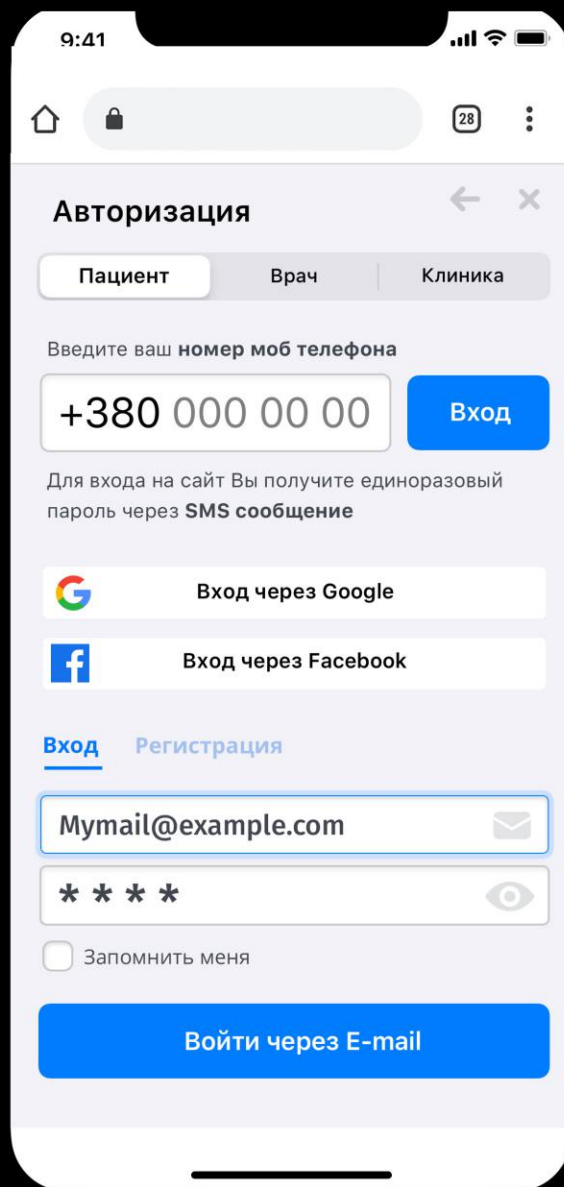 9:41
28
Авторизация
Пациент Врач Клиника
Введите ваш номер моб телефона
+380 000 00 00 Вход
Для входа на сайт Вы получите единоразовый
пароль через SMS сообщение
Вход через Google
Вход через Facebook
Вход Регистрация
Mymail@example.com
* * * *
Запомнить меня
Войти через E-mail